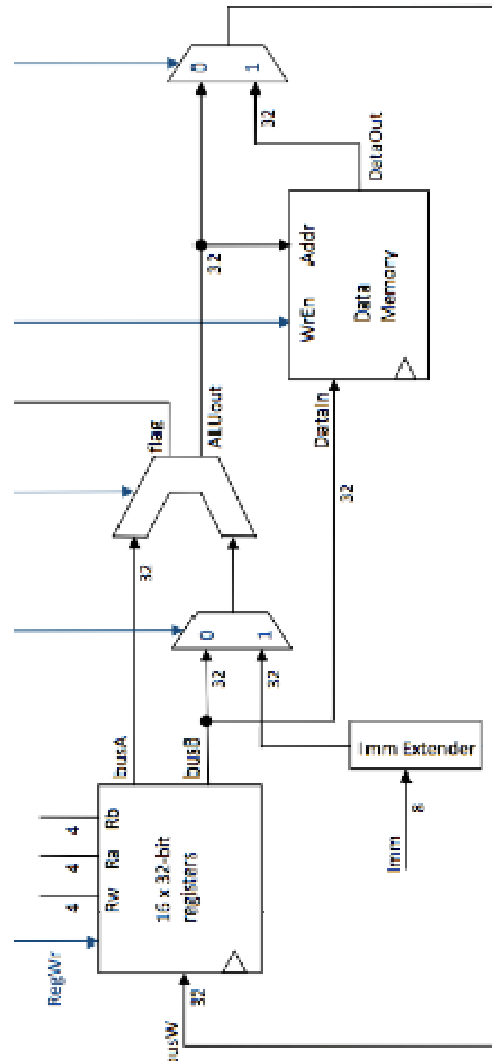 RegWr
4
4
4
Rw
Ra
Rb
busA
busB
16 x 32-bit
registers
32
32
0
1
32
32
Imm
8
Imm Extender
flag
ALUout
DataIn
32
32
WrEn
Addr
Data
Memory
DataOut
32
0
1